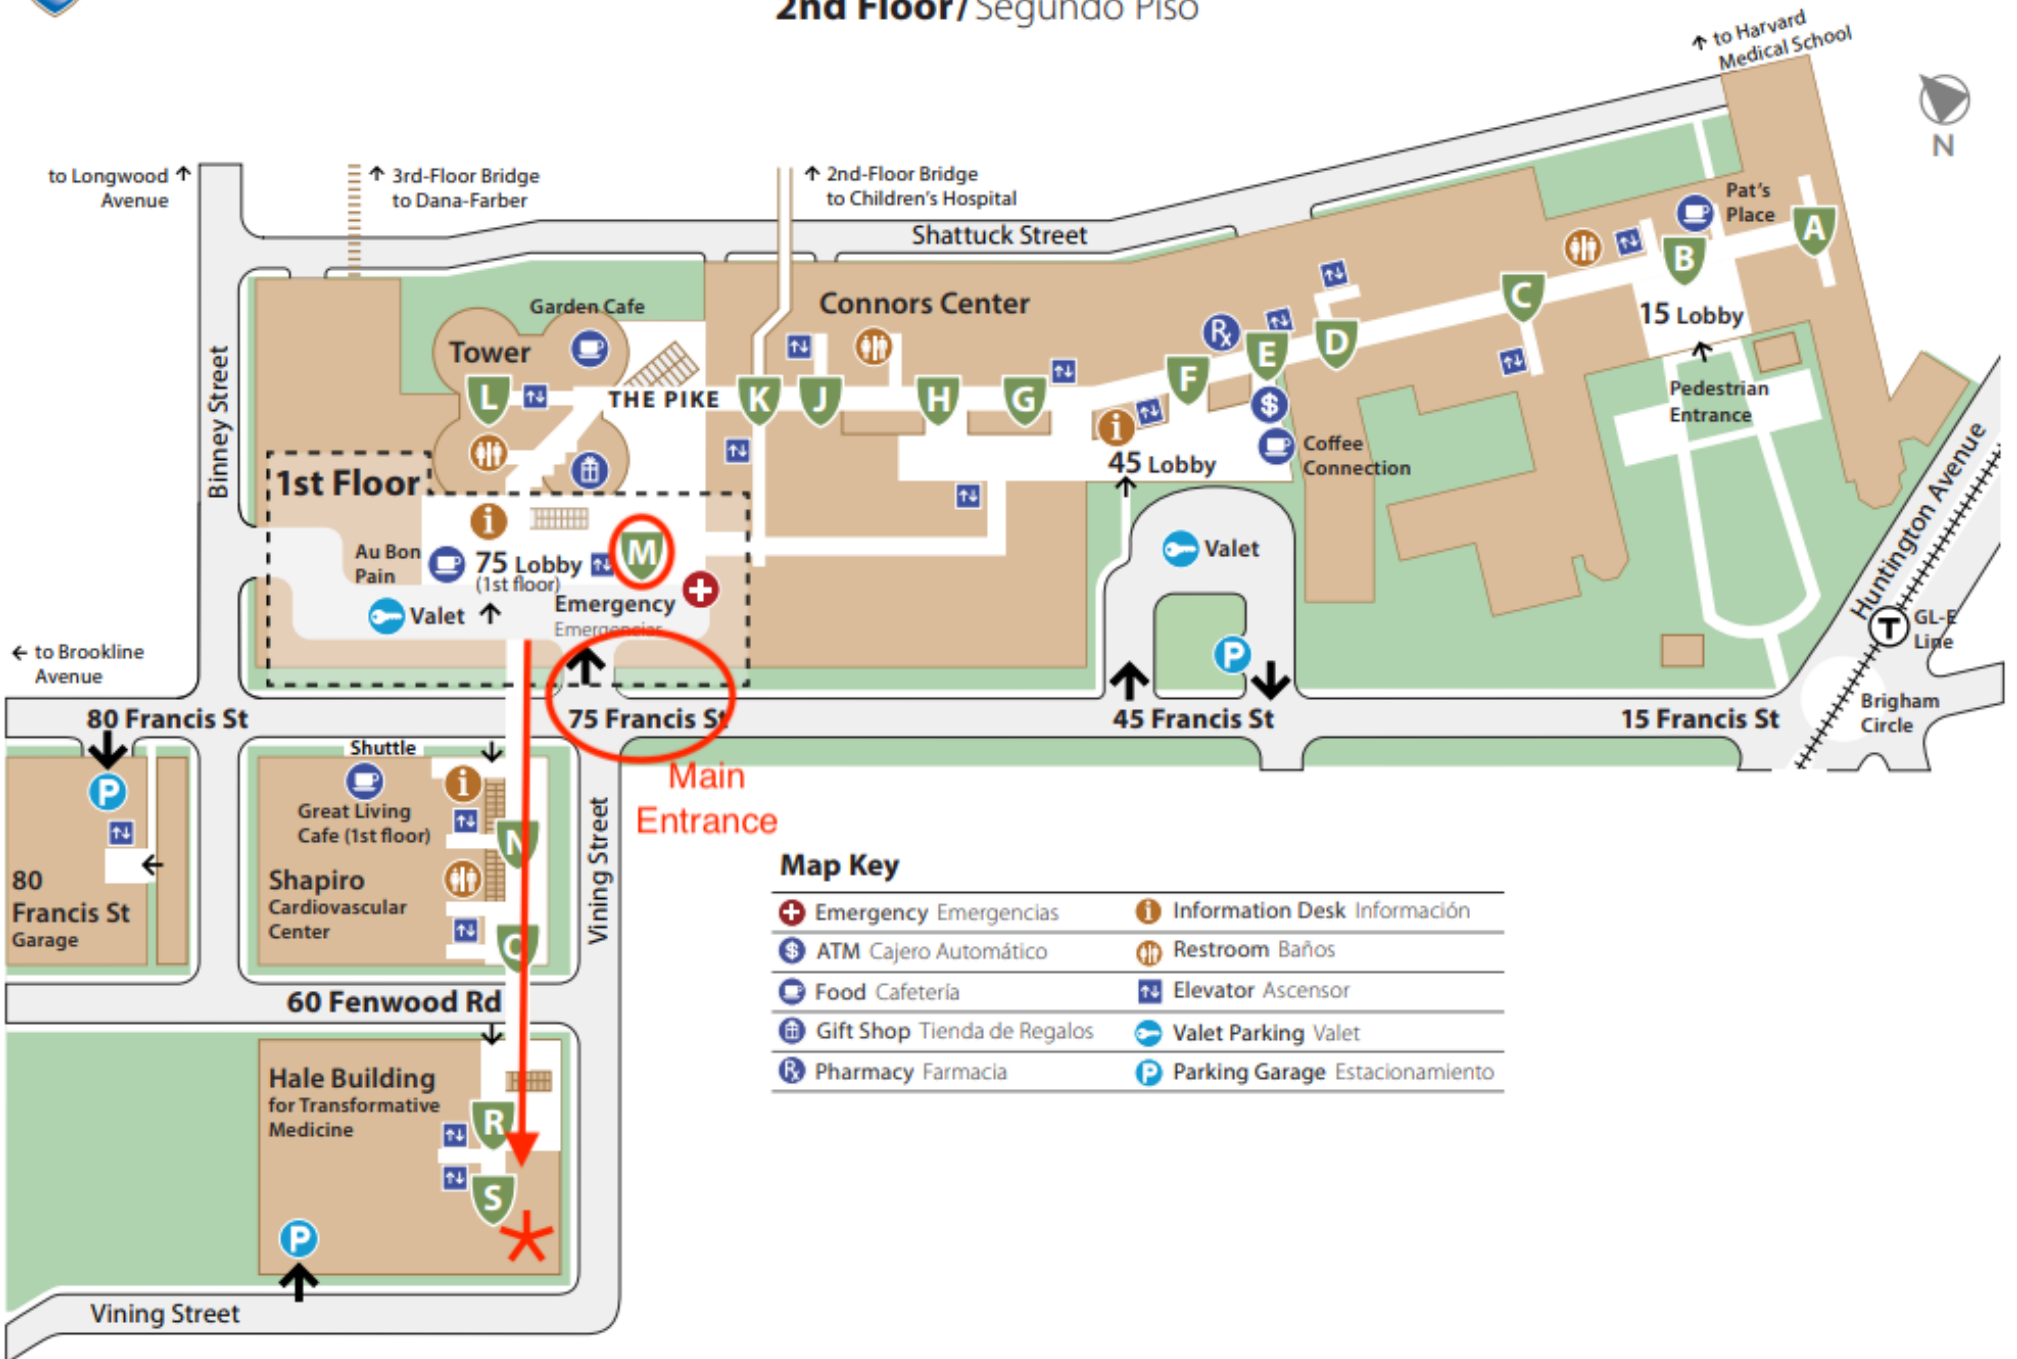 2nd Floor/Segundo Piso
↑ to Harvard
Medical School
N
to Longwood ↑
Avenue
↑ 3rd-Floor Bridge
to Dana-Farber
↑ 2nd-Floor Bridge
to Children's Hospital
Shattuck Street
Pat's
Place
A
B
C
15 Lobby
Pedestrian
Entrance
Garden Cafe
Connors Center
Tower
Rx
E
D
F
L
THE PIKE
K
J
H
G
$
i
45 Lobby
Coffee
Connection
Binney Street
1st Floor
i
M
Au Bon
Pain
75 Lobby
(1st floor)
Valet ↑
Emergency
Emergencias
Valet
P
Huntington Avenue
T
GL-E
Line
← to Brookline
Avenue
80 Francis St
75 Francis St
45 Francis St
15 Francis St
Brigham
Circle
Main
Entrance
Shuttle
P
i
Great Living
Cafe (1st floor)
N
Vining Street
80
Francis St
Garage
Shapiro
Cardiovascular
Center
O
60 Fenwood Rd
Hale Building
for Transformative
Medicine
R
S
P
Vining Street
Map Key
Emergency Emergencias
i Information Desk Información
$ ATM Cajero Automático
Restroom Baños
Food Cafetería
Elevator Ascensor
Gift Shop Tienda de Regalos
Valet Parking Valet
Rx Pharmacy Farmacia
P Parking Garage Estacionamiento